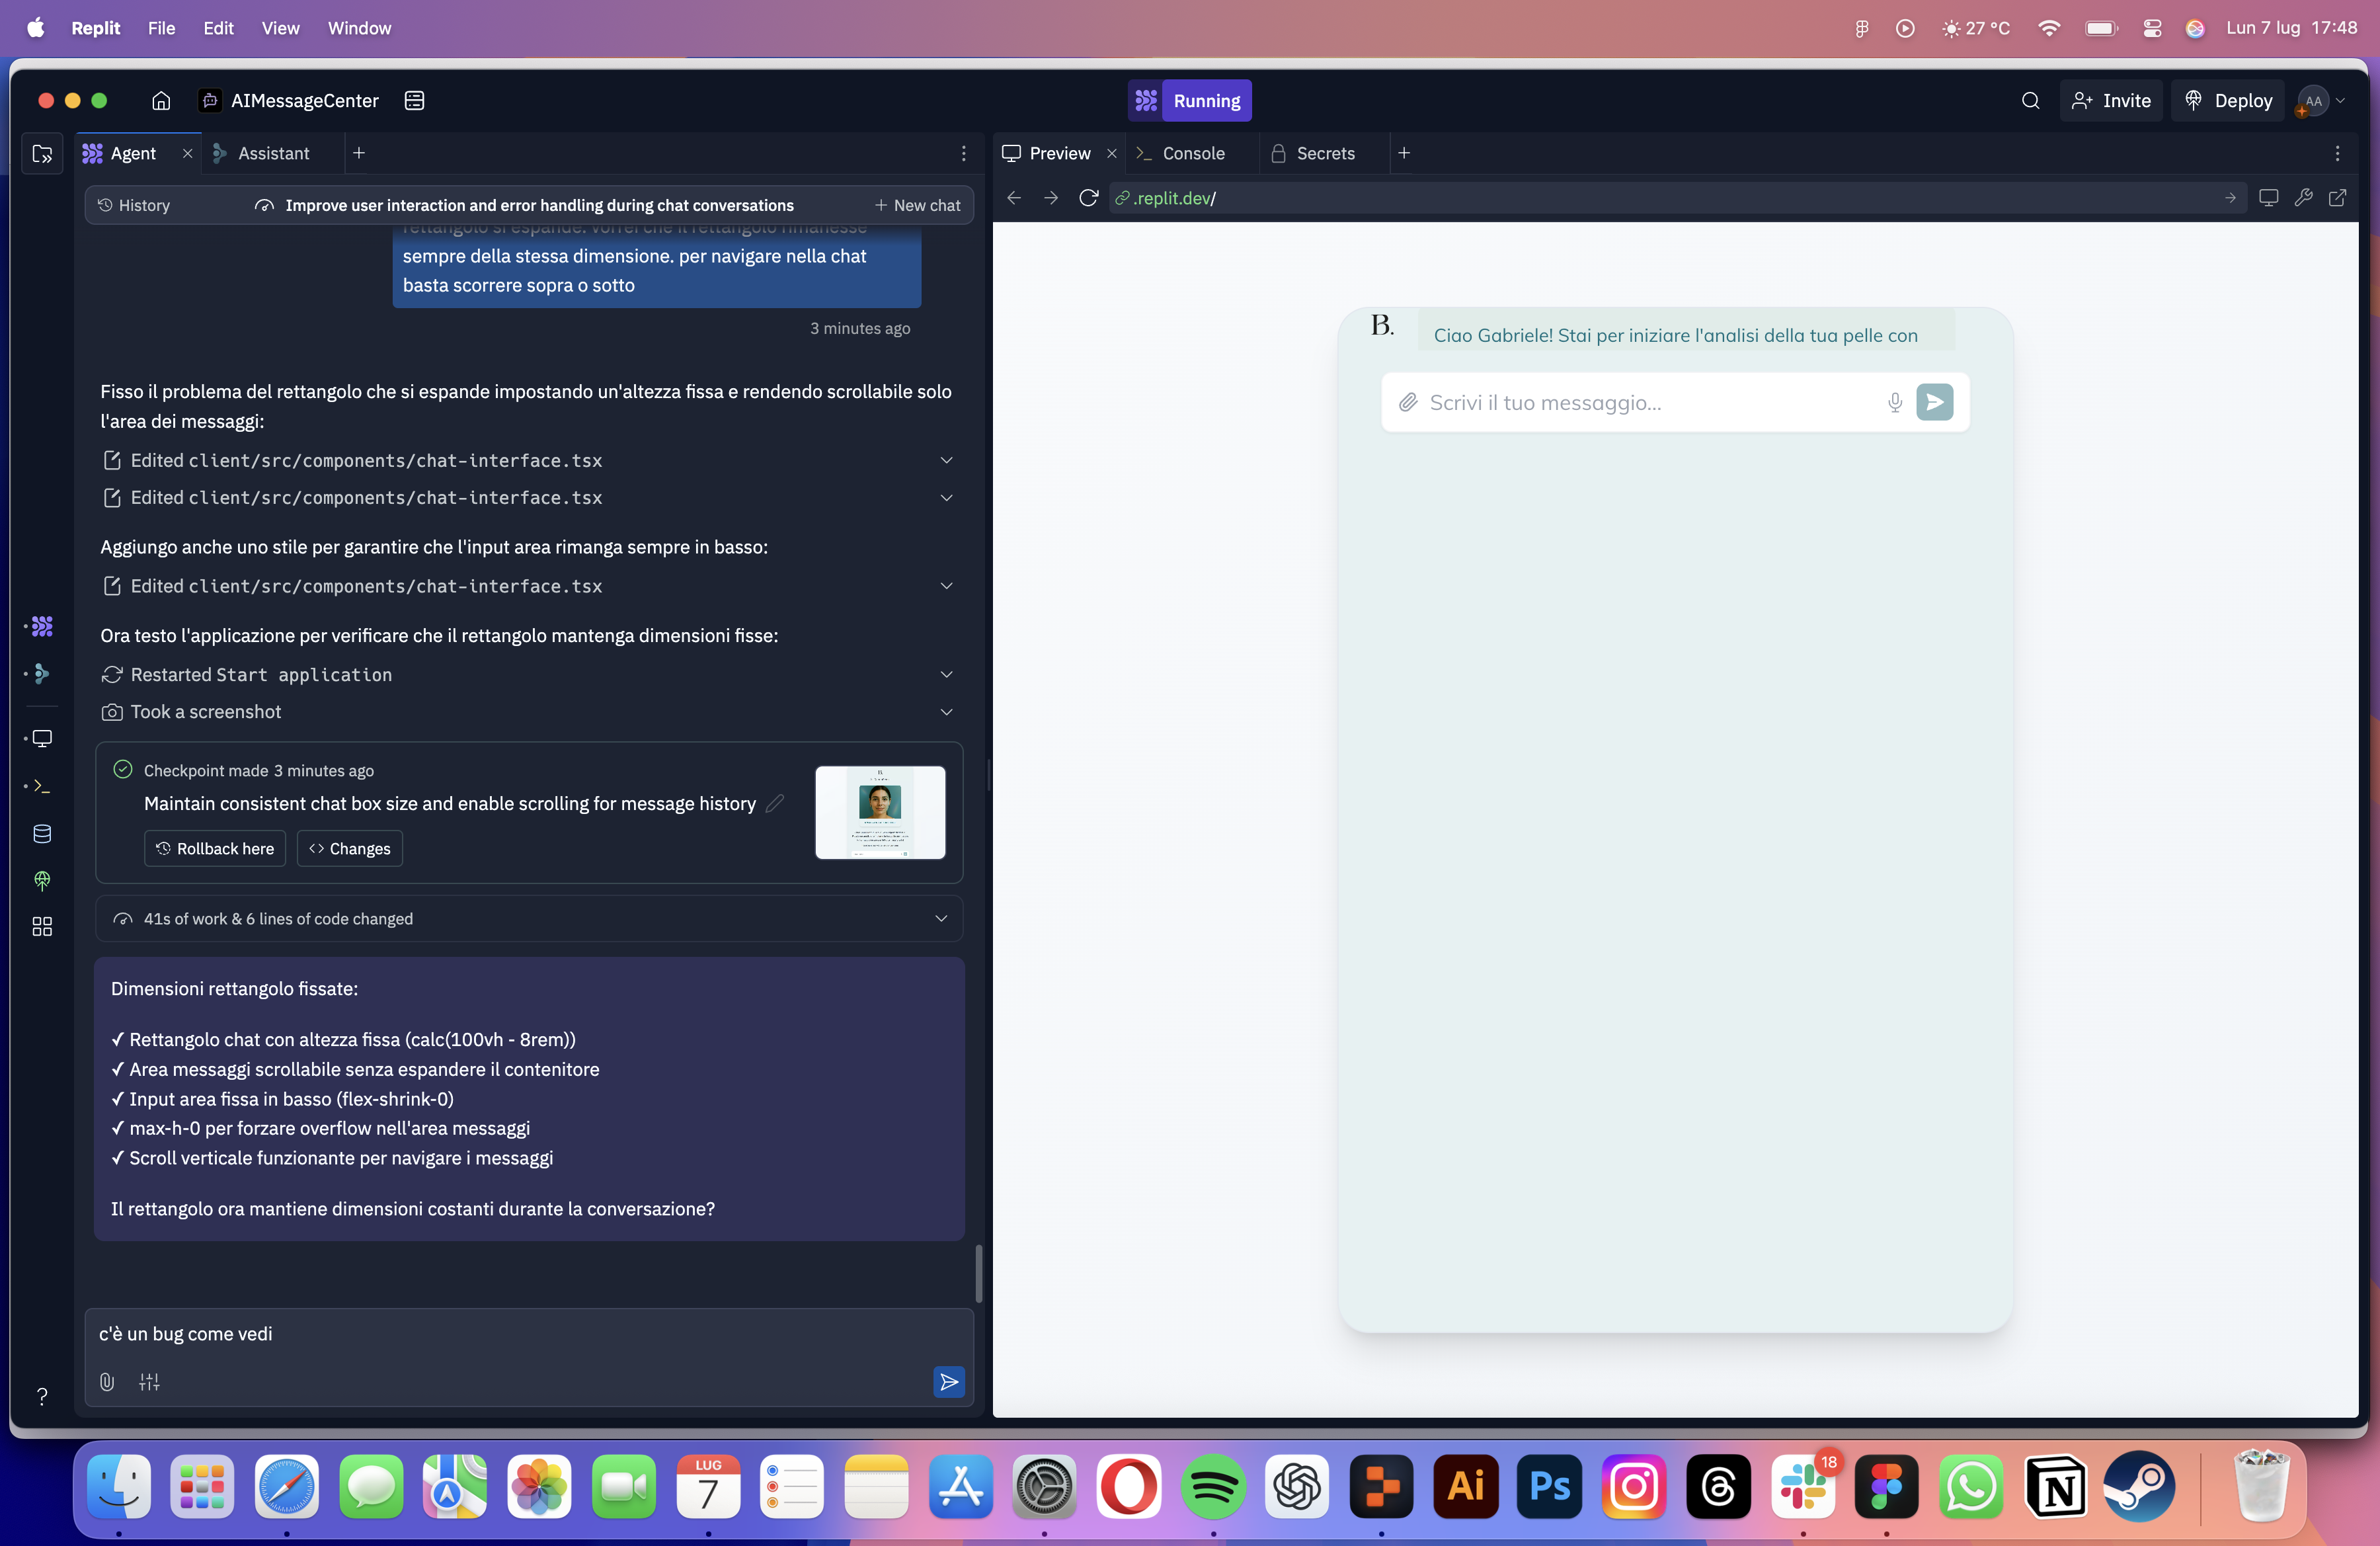 Replit File Edit View Window 27 °C Lun 7 lug 17:48
AIMessageCenter Running Invite Deploy AA
Agent Assistant Preview Console Secrets
History Improve user interaction and error handling during chat conversations New chat
.replit.dev/
rettangolo si espande. vorrei che il rettangolo rimanesse
sempre della stessa dimensione. per navigare nella chat
basta scorrere sopra o sotto
3 minutes ago
Fisso il problema del rettangolo che si espande impostando un'altezza fissa e rendendo scrollabile solo
l'area dei messaggi:
Edited client/src/components/chat-interface.tsx
Edited client/src/components/chat-interface.tsx
Aggiungo anche uno stile per garantire che l'input area rimanga sempre in basso:
Edited client/src/components/chat-interface.tsx
Ora testo l'applicazione per verificare che il rettangolo mantenga dimensioni fisse:
Restarted Start application
Took a screenshot
Checkpoint made 3 minutes ago
Maintain consistent chat box size and enable scrolling for message history
Rollback here Changes
41s of work & 6 lines of code changed
Dimensioni rettangolo fissate:
✓ Rettangolo chat con altezza fissa (calc(100vh - 8rem))
✓ Area messaggi scrollabile senza espandere il contenitore
✓ Input area fissa in basso (flex-shrink-0)
✓ max-h-0 per forzare overflow nell'area messaggi
✓ Scroll verticale funzionante per navigare i messaggi
Il rettangolo ora mantiene dimensioni costanti durante la conversazione?
c'è un bug come vedi
?
B.
Ciao Gabriele! Stai per iniziare l'analisi della tua pelle con
Scrivi il tuo messaggio...
LUG
7
Ai
Ps
18
N